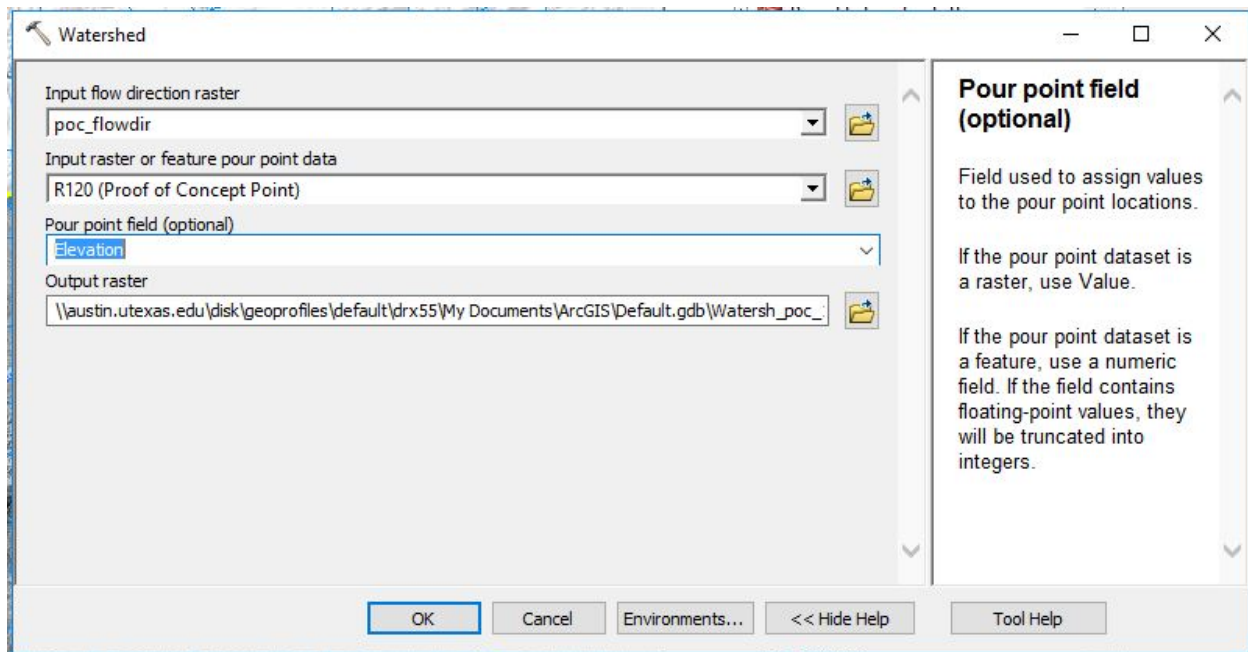 Watershed
Input flow direction raster
poc_flowdir
Input raster or feature pour point data
R120 (Proof of Concept Point)
Pour point field (optional)
Elevation
Output raster
\\austin.utexas.edu\disk\geoprofiles\default\drx55\My Documents\ArcGIS\Default.gdb\Watersh_poc_
OK
Cancel
Environments...
<< Hide Help
Tool Help
Pour point field
(optional)
Field used to assign values
to the pour point locations.
If the pour point dataset is
a raster, use Value.
If the pour point dataset is
a feature, use a numeric
field. If the field contains
floating-point values, they
will be truncated into
integers.